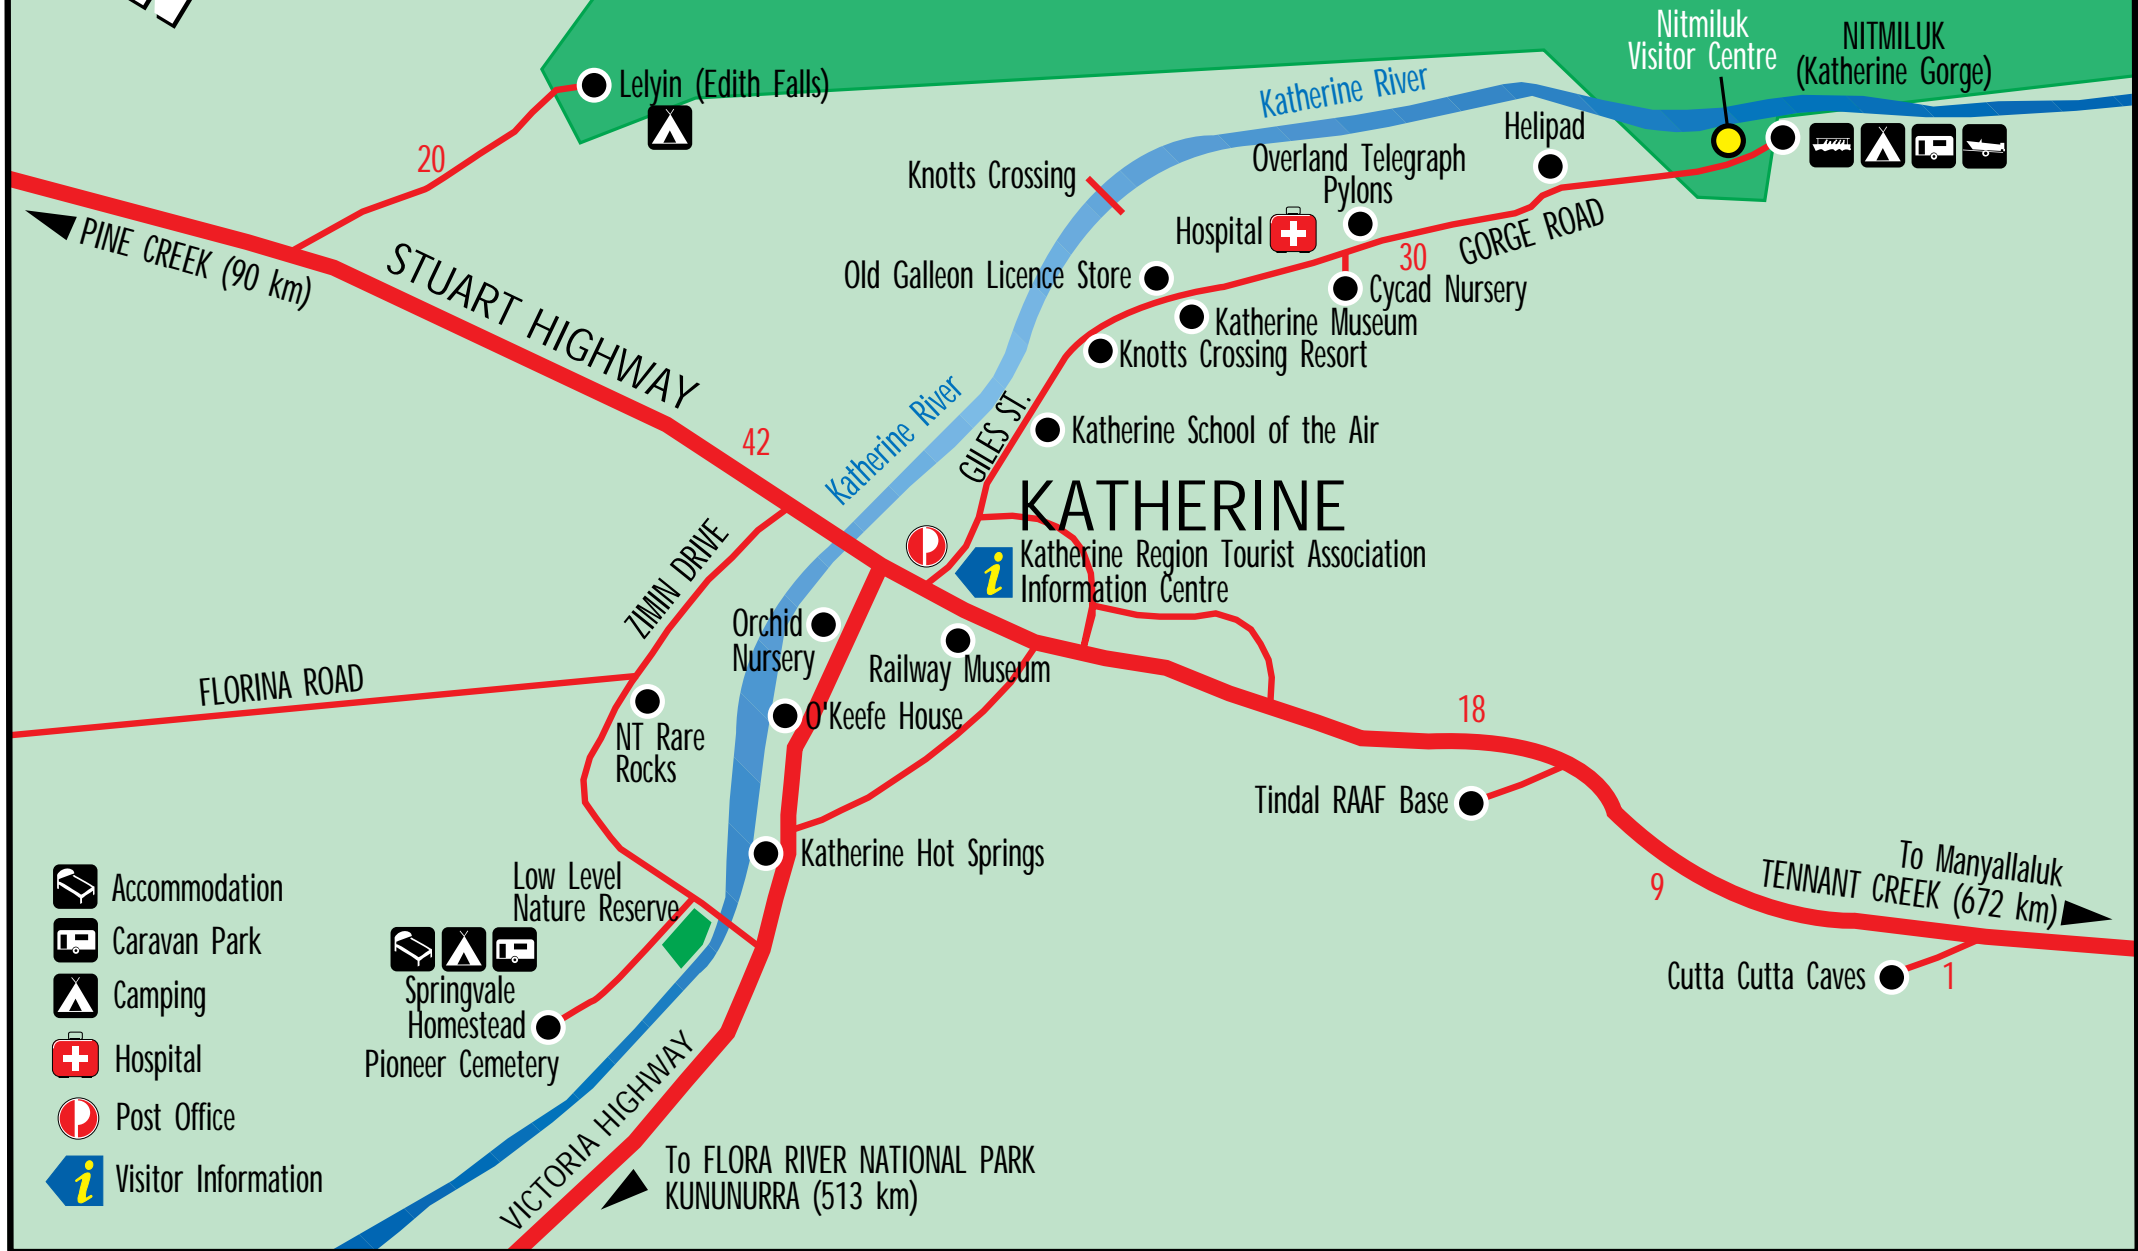 Nitmiluk
Visitor Centre
NITMILUK
(Katherine Gorge)
Lelyin (Edith Falls)
Katherine River
Helipad
20
Knotts Crossing
Overland Telegraph
Pylons
Hospital
GORGE ROAD
30
PINE CREEK (90 km)
STUART HIGHWAY
Old Galleon Licence Store
Cycad Nursery
Katherine Museum
Knotts Crossing Resort
42
Katherine River
GILES ST.
Katherine School of the Air
KATHERINE
Katherine Region Tourist Association
Information Centre
ZIMIN DRIVE
Orchid
Nursery
Railway Museum
FLORINA ROAD
NT Rare
Rocks
O'Keefe House
18
Tindal RAAF Base
Katherine Hot Springs
Low Level
Nature Reserve
9
To Manyallaluk
TENNANT CREEK (672 km)
Cutta Cutta Caves
1
Springvale
Homestead
Pioneer Cemetery
VICTORIA HIGHWAY
To FLORA RIVER NATIONAL PARK
KUNUNURRA (513 km)
Accommodation
Caravan Park
Camping
Hospital
Post Office
i Visitor Information